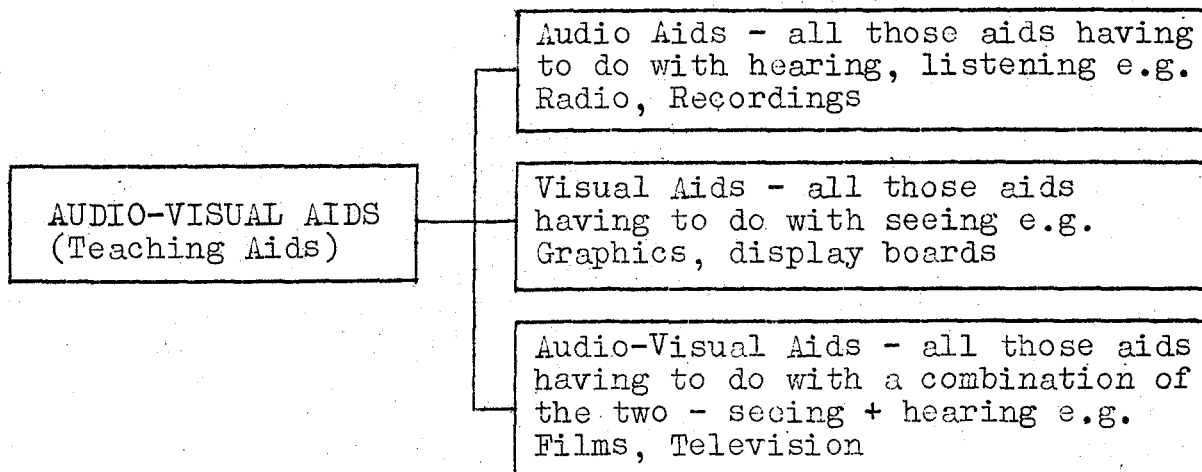 Audio Aids - all those aids having
to do with hearing, listening e.g.
Radio, Recordings
AUDIO-VISUAL AIDS
(Teaching Aids)
Visual Aids - all those aids
having to do with seeing e.g.
Graphics, display boards
Audio-Visual Aids - all those aids
having to do with a combination of
the two - seeing + hearing e.g.
Films, Television